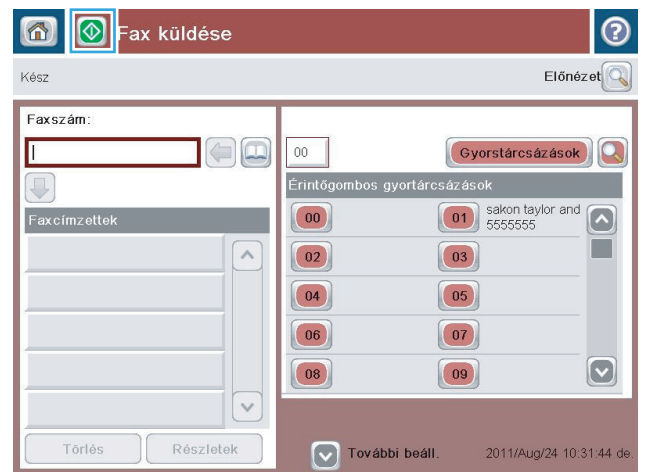 Fax küldése
Kész
Előnézet
Faxszám:
00
Gyorstárcsázások
Érintőgombos gyortárcsázások
Faxcímzettek
00
01 sakon taylor and
5555555
02
03
04
05
06
07
08
09
Törlés
Részletek
További beáll.
2011/Aug/24 10:31:44 de.